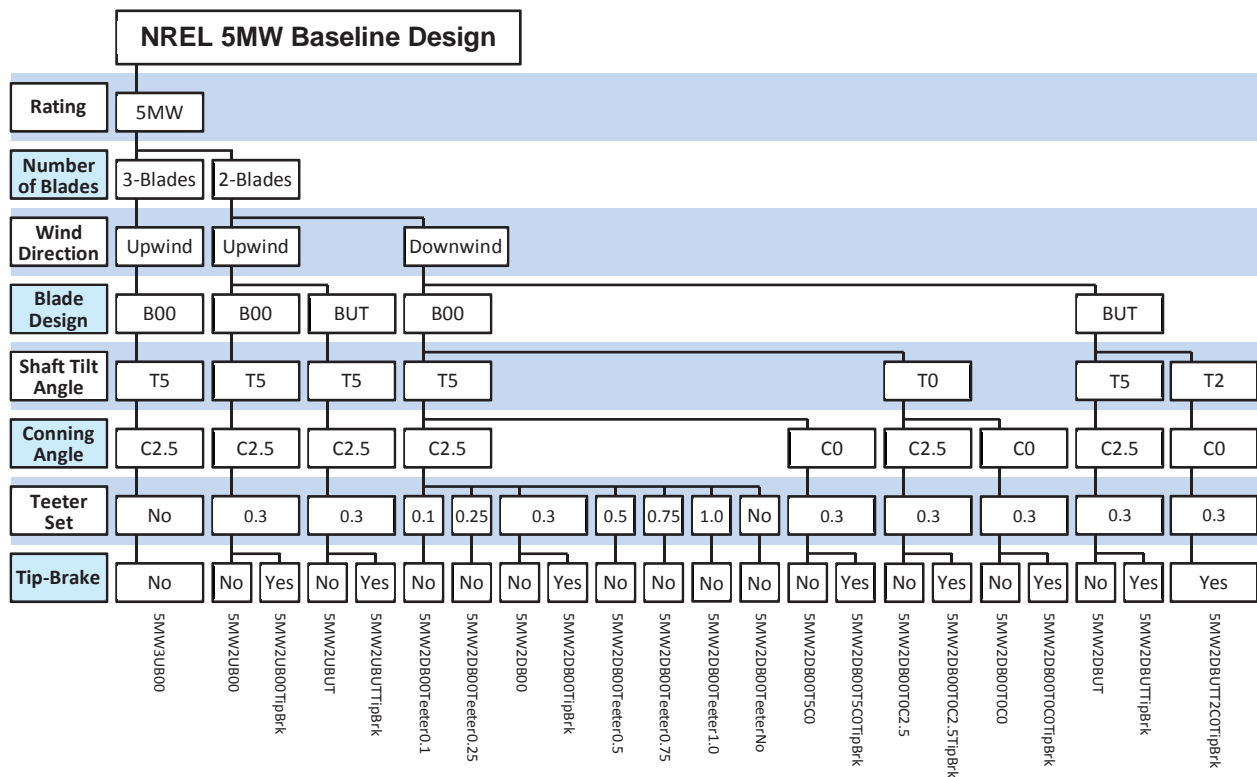 NREL 5MW Baseline Design
Rating
5MW
Number
of Blades
3-Blades 2-Blades
Wind
Direction
Upwind Upwind Downwind
Blade
Design
B00 B00 BUT B00 BUT
Shaft Tilt
Angle
T5 T5 T5 T5 T0 T5 T2
Conning
Angle
C2.5 C2.5 C2.5 C2.5 C0 C2.5 C0 C2.5 C0
Teeter
Set
No 0.3 0.3 0.1 0.25 0.3 0.5 0.75 1.0 No 0.3 0.3 0.3 0.3 0.3
Tip-Brake
No No Yes No Yes No No No Yes No No No No No Yes No Yes No Yes No Yes Yes
5MW3UB00
5MW2UB00
5MW2UB00TipBrk
5MW2UBUT
5MW2UBUTTipBrk
5MW2DB00Teeter0.1
5MW2DB00Teeter0.25
5MW2DB00
5MW2DB00TipBrk
5MW2DB00Teeter0.5
5MW2DB00Teeter0.75
5MW2DB00Teeter1.0
5MW2DB00TeeterNo
5MW2DB00T5C0
5MW2DB00T5C0TipBrk
5MW2DB00T0C2.5
5MW2DB00T0C2.5TipBrk
5MW2DB00T0C0
5MW2DB00T0C0TipBrk
5MW2DBUT
5MW2DBUTTipBrk
5MW2DBUTT2C0TipBrk